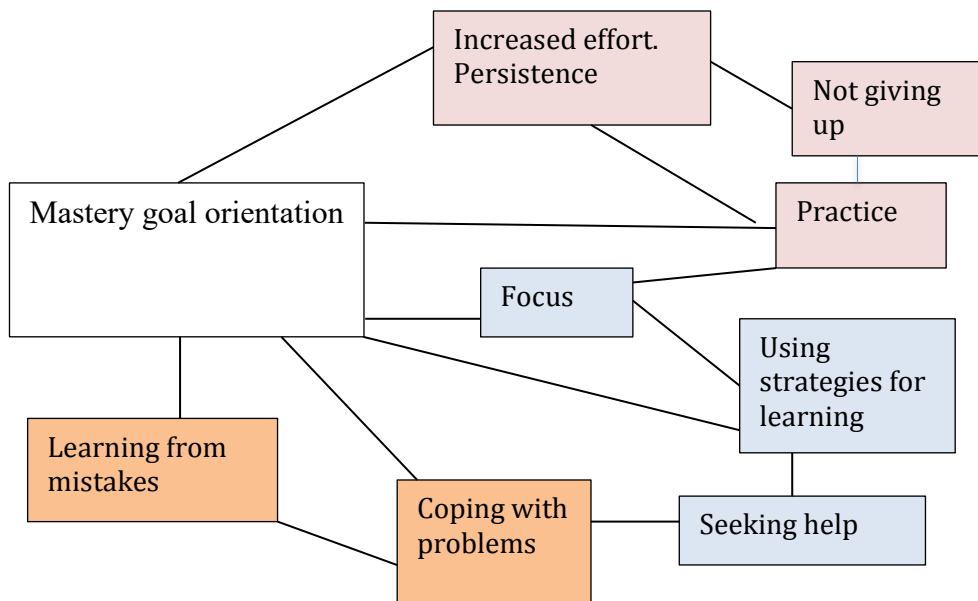 Increased effort.
Persistence
Not giving
up
Mastery goal orientation
Practice
Focus
Using
strategies for
learning
Learning from
mistakes
Coping with
problems
Seeking help